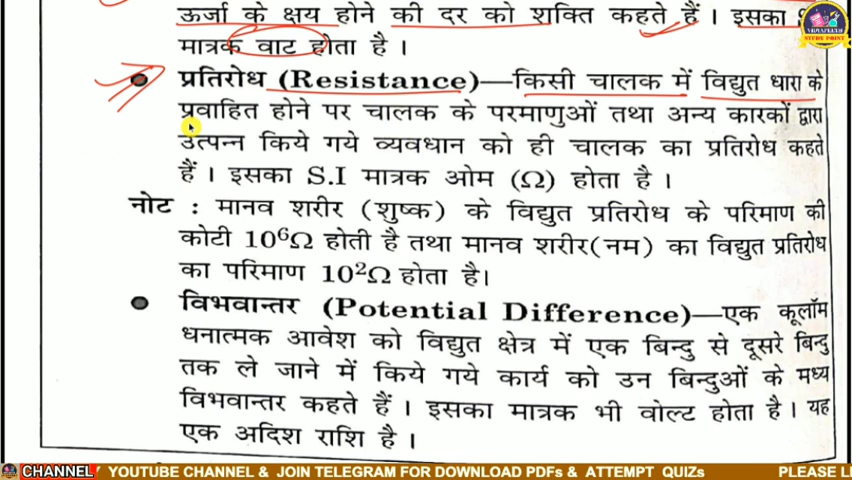 ऊर्जा के क्षय होने की दर को शक्ति कहते हैं । इसका
मात्रक वाट होता है ।
प्रतिरोध (Resistance)—किसी चालक में विद्युत धारा के
प्रवाहित होने पर चालक के परमाणुओं तथा अन्य कारकों द्वारा
उत्पन्न किये गये व्यवधान को ही चालक का प्रतिरोध कहते
हैं । इसका S.I मात्रक ओम (Ω) होता है ।
नोट : मानव शरीर (शुष्क) के विद्युत प्रतिरोध के परिमाण की
कोटी 10⁶Ω होती है तथा मानव शरीर(नम) का विद्युत प्रतिरोध
का परिमाण 10²Ω होता है।
विभवान्तर (Potential Difference)—एक कूलॉम
धनात्मक आवेश को विद्युत क्षेत्र में एक बिन्दु से दूसरे बिन्दु
तक ले जाने में किये गये कार्य को उन बिन्दुओं के मध्य
विभवान्तर कहते हैं । इसका मात्रक भी वोल्ट होता है । यह
एक अदिश राशि है ।
CHANNEL YOUTUBE CHANNEL & JOIN TELEGRAM FOR DOWNLOAD PDFs & ATTEMPT QUIZs PLEASE
STUDY POINT